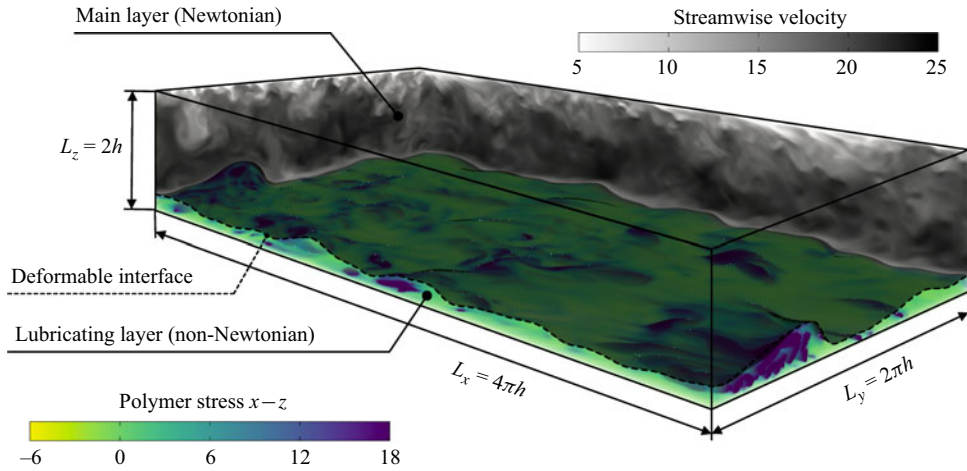 Main layer (Newtonian)
Streamwise velocity
5 10 15 20 25
L_z = 2h
Deformable interface
Lubricating layer (non-Newtonian)
L_x = 4πh
L_y = 2πh
Polymer stress x–z
–6 0 6 12 18